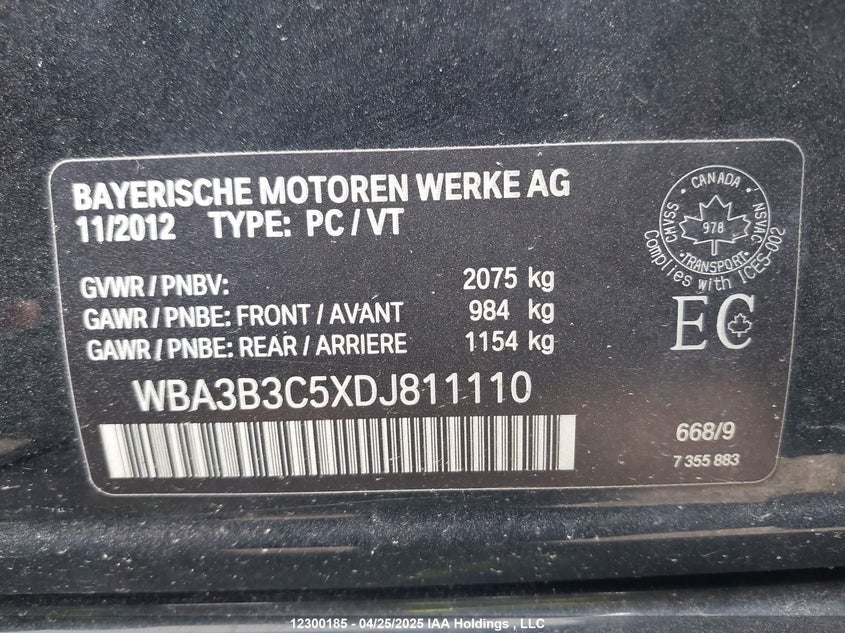 BAYERISCHE MOTOREN WERKE AG
11/2012 TYPE: PC / VT
GVWR / PNBV: 2075 kg
GAWR / PNBE: FRONT / AVANT 984 kg
GAWR / PNBE: REAR / ARRIERE 1154 kg
WBA3B3C5XDJ811110
CANADA
CMVSS
NSVAC
978
TRANSPORT
Complies with ICES-002
EC
668/9
7 355 883
12300185 - 04/25/2025 IAA Holdings , LLC